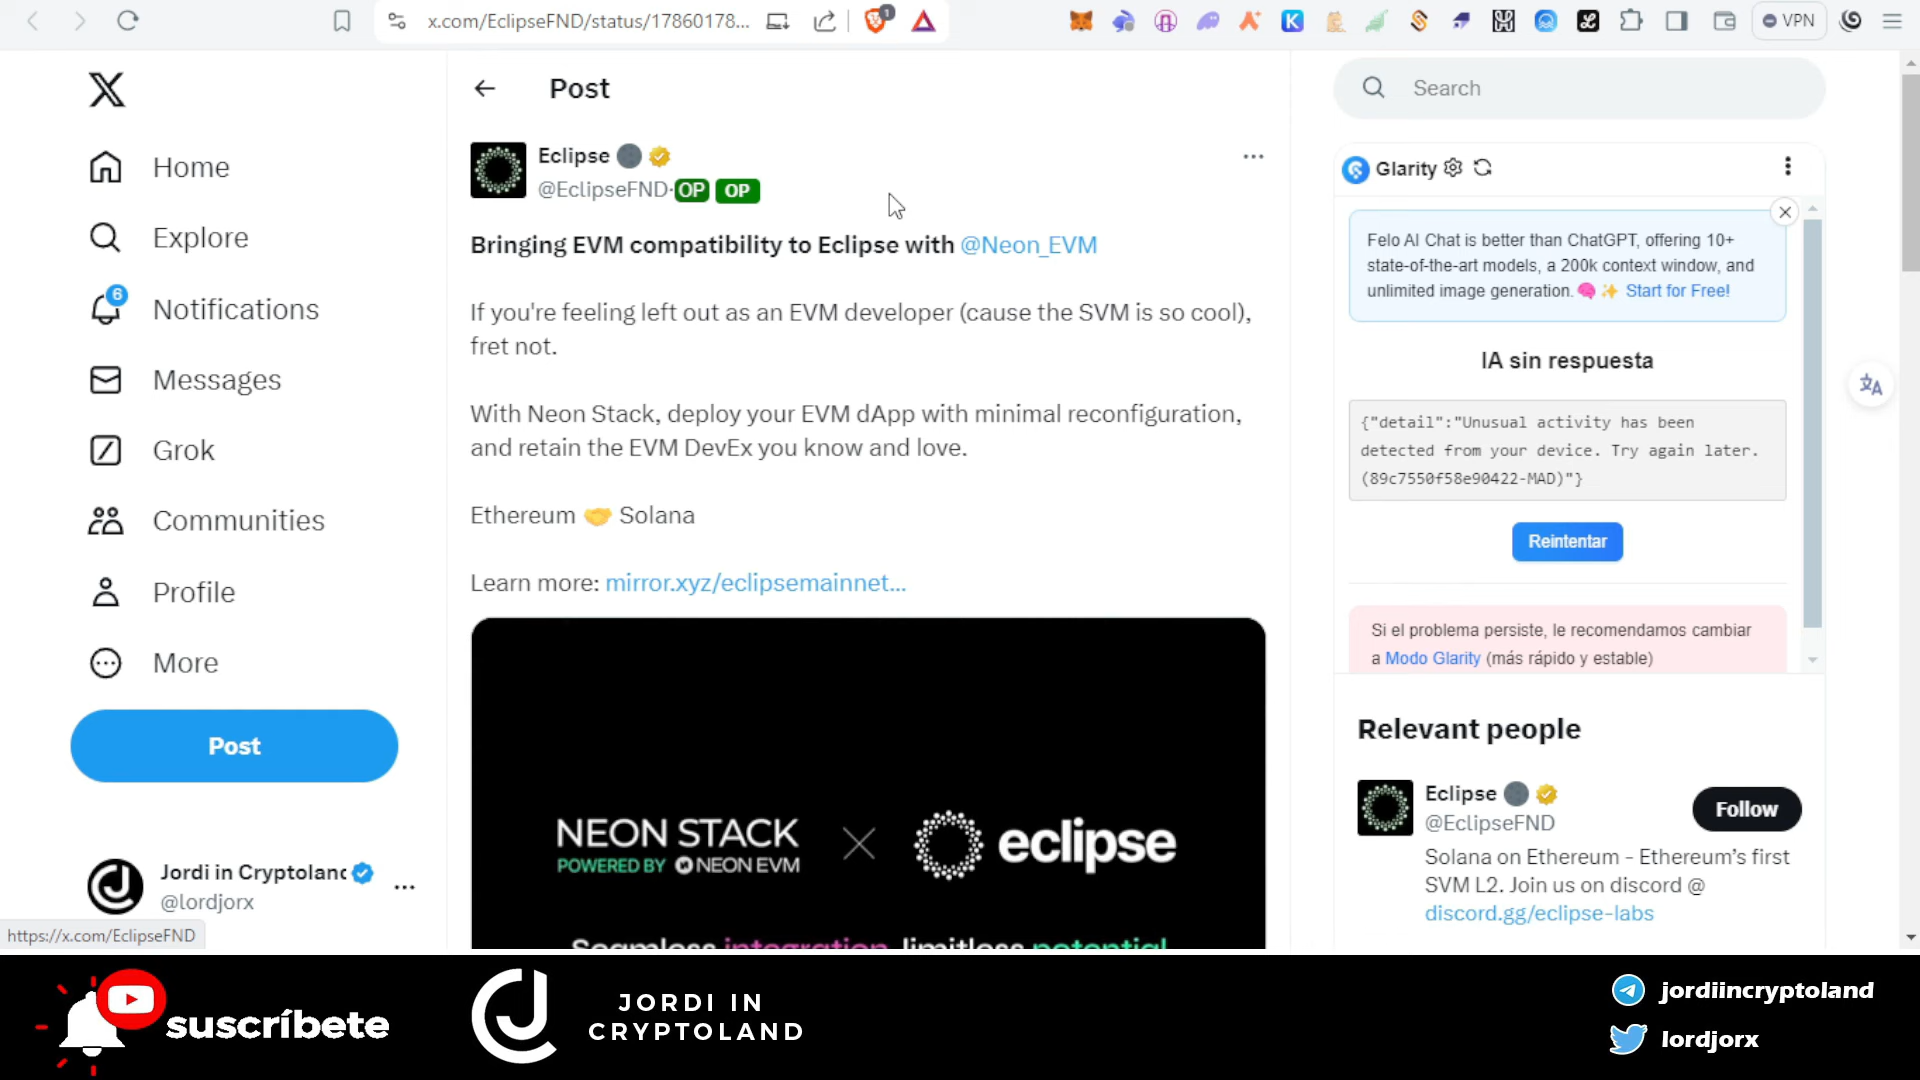 x.com/EclipseFND/status/17860178...
1
VPN
Post
Search
Home
Explore
6
Notifications
Messages
Grok
Communities
Profile
More
Post
Jordi in Cryptolan
@lordjorx
https://x.com/EclipseFND
Eclipse
@EclipseFND·OP OP
Bringing EVM compatibility to Eclipse with @Neon_EVM
If you're feeling left out as an EVM developer (cause the SVM is so cool),
fret not.
With Neon Stack, deploy your EVM dApp with minimal reconfiguration,
and retain the EVM DevEx you know and love.
Ethereum 🤝 Solana
Learn more: mirror.xyz/eclipsemainnet...
NEON STACK
POWERED BY NEON EVM
eclipse
Seamless integration, limitless potential
Glarity
Felo AI Chat is better than ChatGPT, offering 10+
state-of-the-art models, a 200k context window, and
unlimited image generation. 🧠 ✨ Start for Free!
IA sin respuesta
{"detail":"Unusual activity has been
detected from your device. Try again later.
(89c7550f58e90422-MAD)"}
Reintentar
Si el problema persiste, le recomendamos cambiar
a Modo Glarity (más rápido y estable)
Relevant people
Eclipse
@EclipseFND
Follow
Solana on Ethereum - Ethereum's first
SVM L2. Join us on discord @
discord.gg/eclipse-labs
suscríbete
JORDI IN
CRYPTOLAND
jordiincryptoland
lordjorx